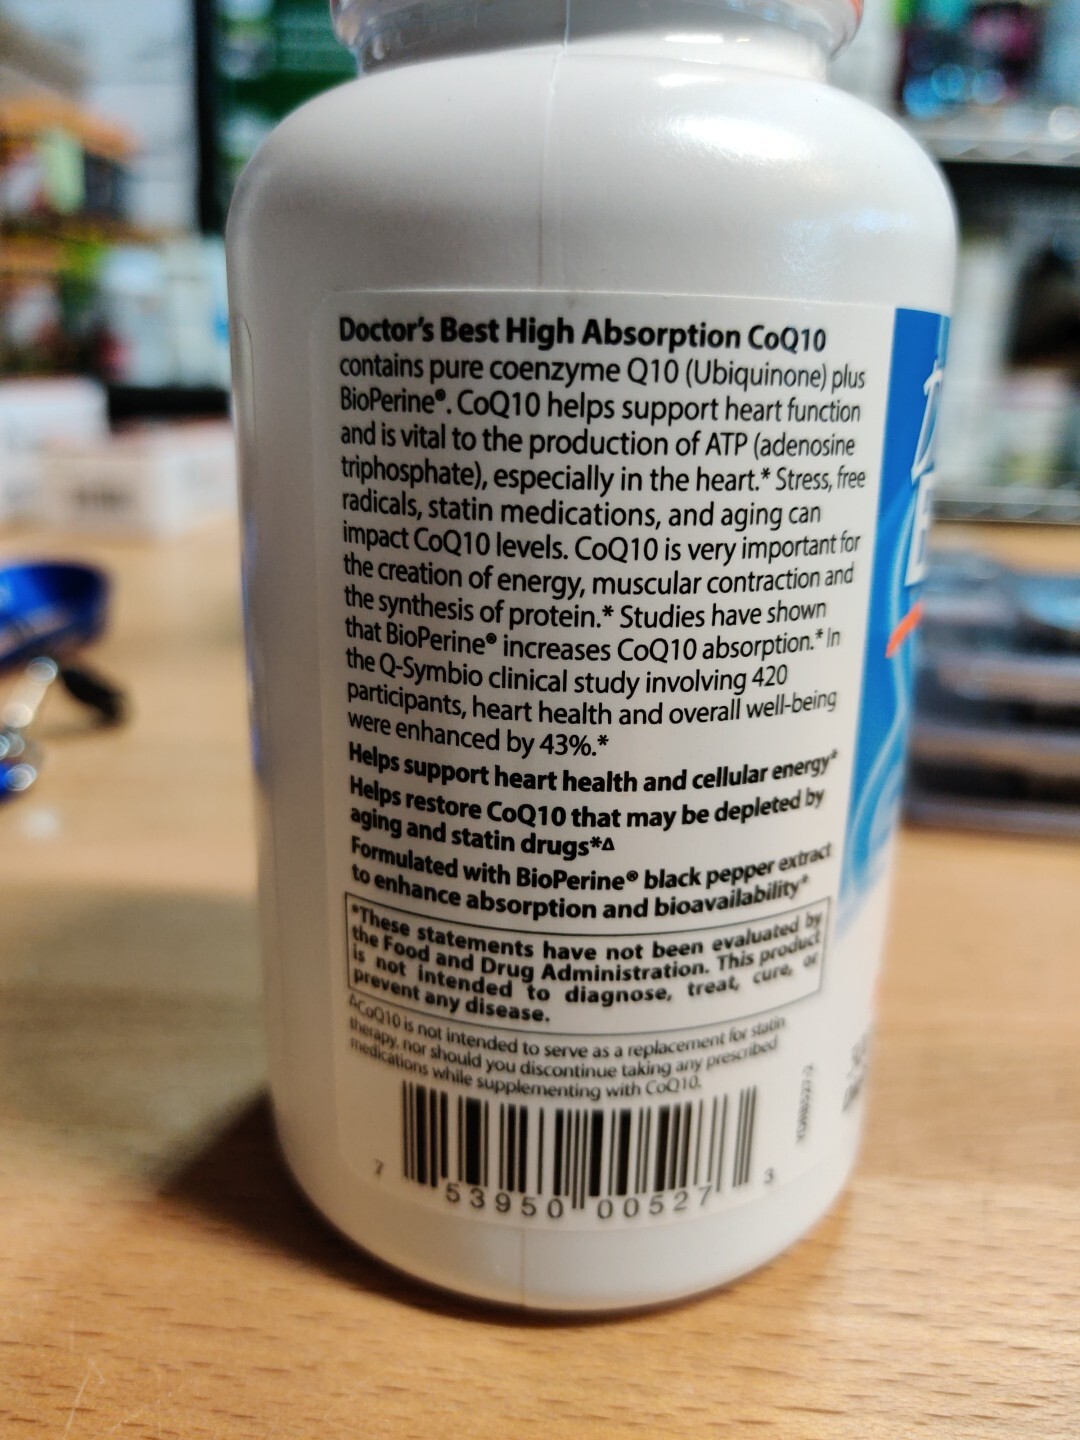 Doctor's Best High Absorption CoQ10
contains pure coenzyme Q10 (Ubiquinone) plus
BioPerine®. CoQ10 helps support heart function
and is vital to the production of ATP (adenosine
triphosphate), especially in the heart.* Stress, free
radicals, statin medications, and aging can
impact CoQ10 levels. CoQ10 is very important for
the creation of energy, muscular contraction and
the synthesis of protein.* Studies have shown
that BioPerine® increases CoQ10 absorption.* In
the Q-Symbio clinical study involving 420
participants, heart health and overall well-being
were enhanced by 43%.*
Helps support heart health and cellular energy*
Helps restore CoQ10 that may be depleted by
aging and statin drugs*Δ
Formulated with BioPerine® black pepper extract
to enhance absorption and bioavailability*
*These statements have not been evaluated by
the Food and Drug Administration. This product
is not intended to diagnose, treat, cure, or
prevent any disease.
ΔCoQ10 is not intended to serve as a replacement for statin
therapy, nor should you discontinue taking any prescribed
medications while supplementing with CoQ10.
7 53950 00527 3